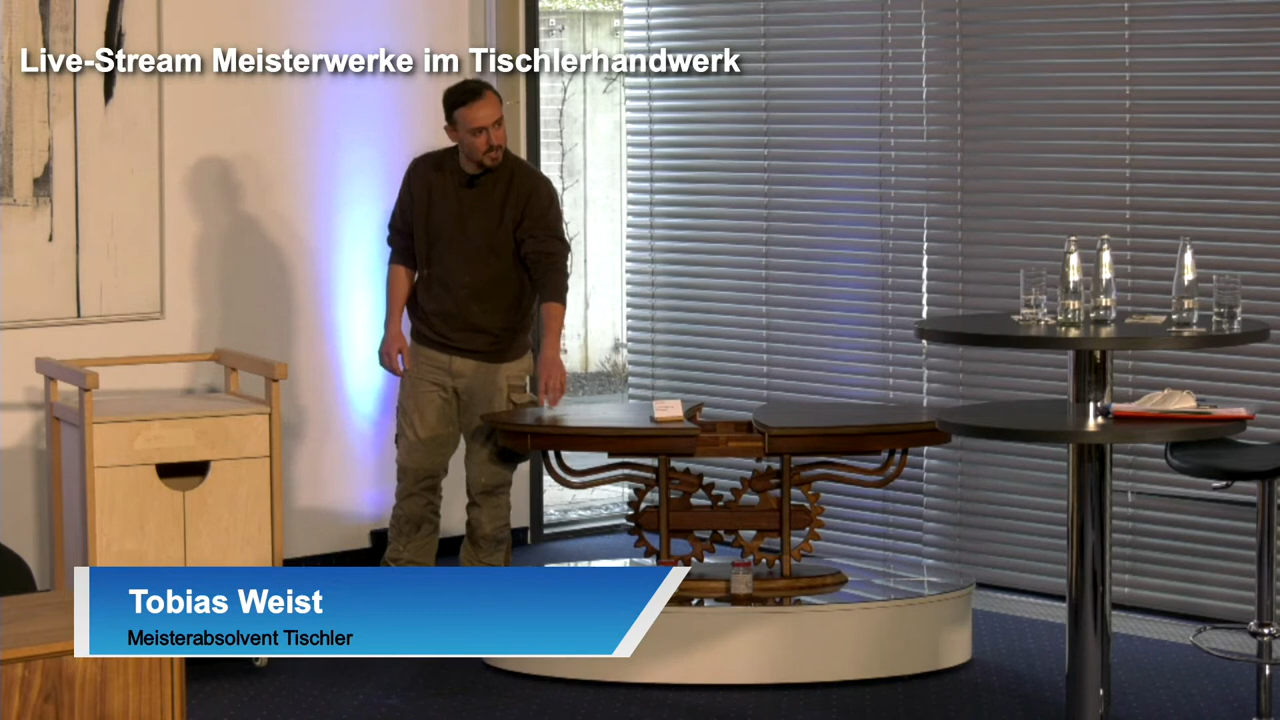 Live-Stream Meisterwerke im Tischlerhandwerk
Tobias Weist
Meisterabsolvent Tischler